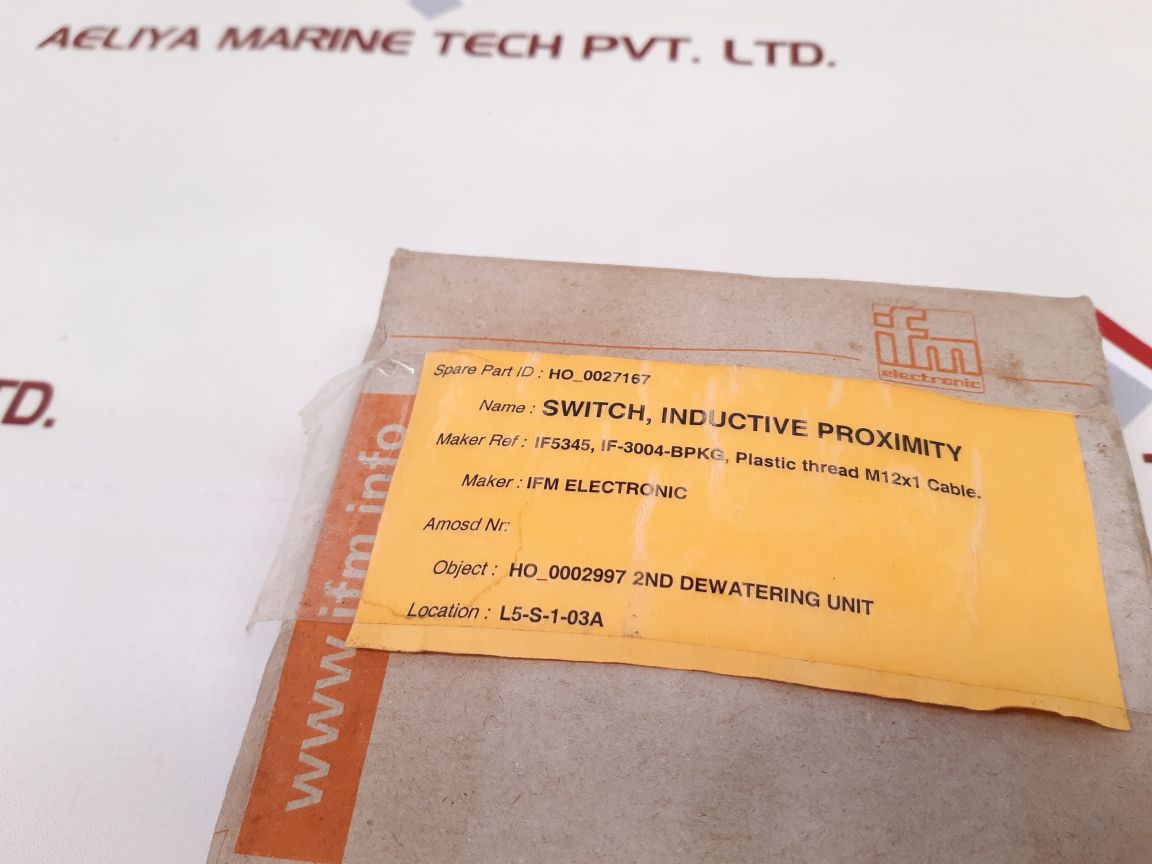 AELIYA MARINE TECH PVT. LTD.
TD.
ifm
electronic
www.ifm.info
Spare Part ID : HO_0027167
Name : SWITCH, INDUCTIVE PROXIMITY
Maker Ref : IF5345, IF-3004-BPKG, Plastic thread M12x1 Cable.
Maker : IFM ELECTRONIC
Amosd Nr:
Object : HO_0002997 2ND DEWATERING UNIT
Location : L5-S-1-03A